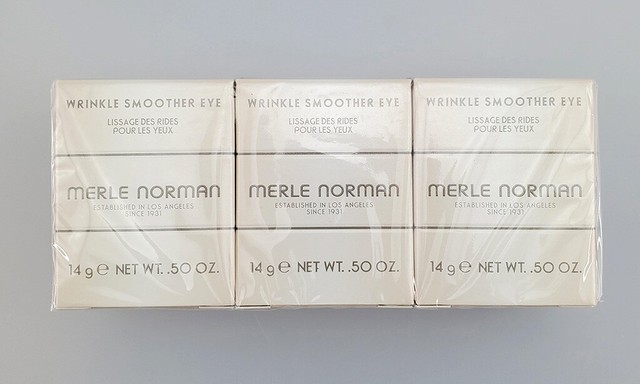 WRINKLE SMOOTHER EYE
LISSAGE DES RIDES
POUR LES YEUX
MERLE NORMAN
ESTABLISHED IN LOS ANGELES
SINCE 1931
14 g℮ NET WT. .50 OZ.
WRINKLE SMOOTHER EYE
LISSAGE DES RIDES
POUR LES YEUX
MERLE NORMAN
ESTABLISHED IN LOS ANGELES
SINCE 1931
14 g℮ NET WT. .50 OZ.
WRINKLE SMOOTHER EYE
LISSAGE DES RIDES
POUR LES YEUX
MERLE NORMAN
ESTABLISHED IN LOS ANGELES
SINCE 1931
14 g℮ NET WT. .50 OZ.